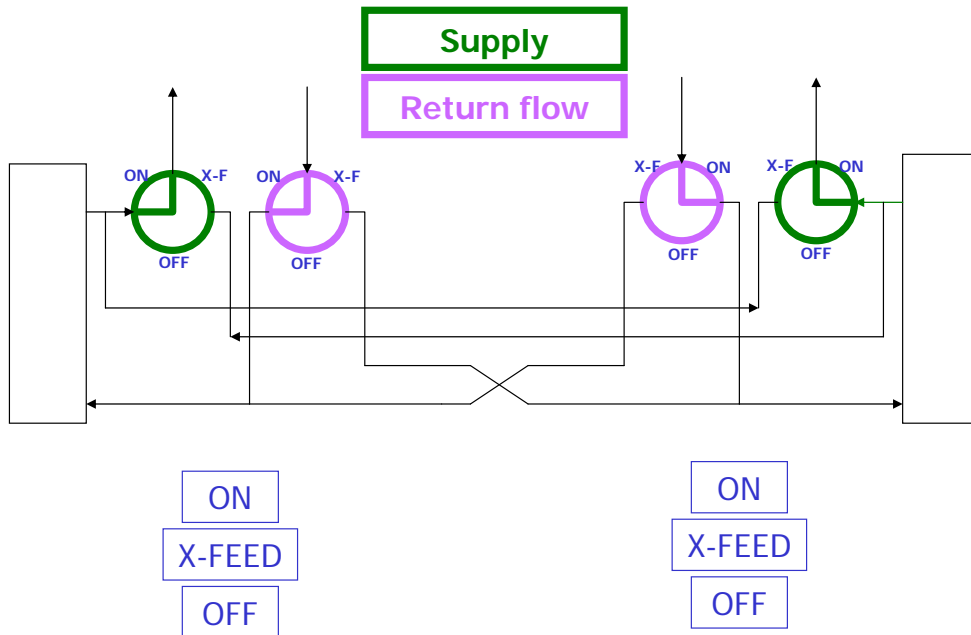 Supply
Return flow
ON
X-F
OFF
ON
X-F
OFF
X-F
ON
OFF
X-F
ON
OFF
ON
X-FEED
OFF
ON
X-FEED
OFF